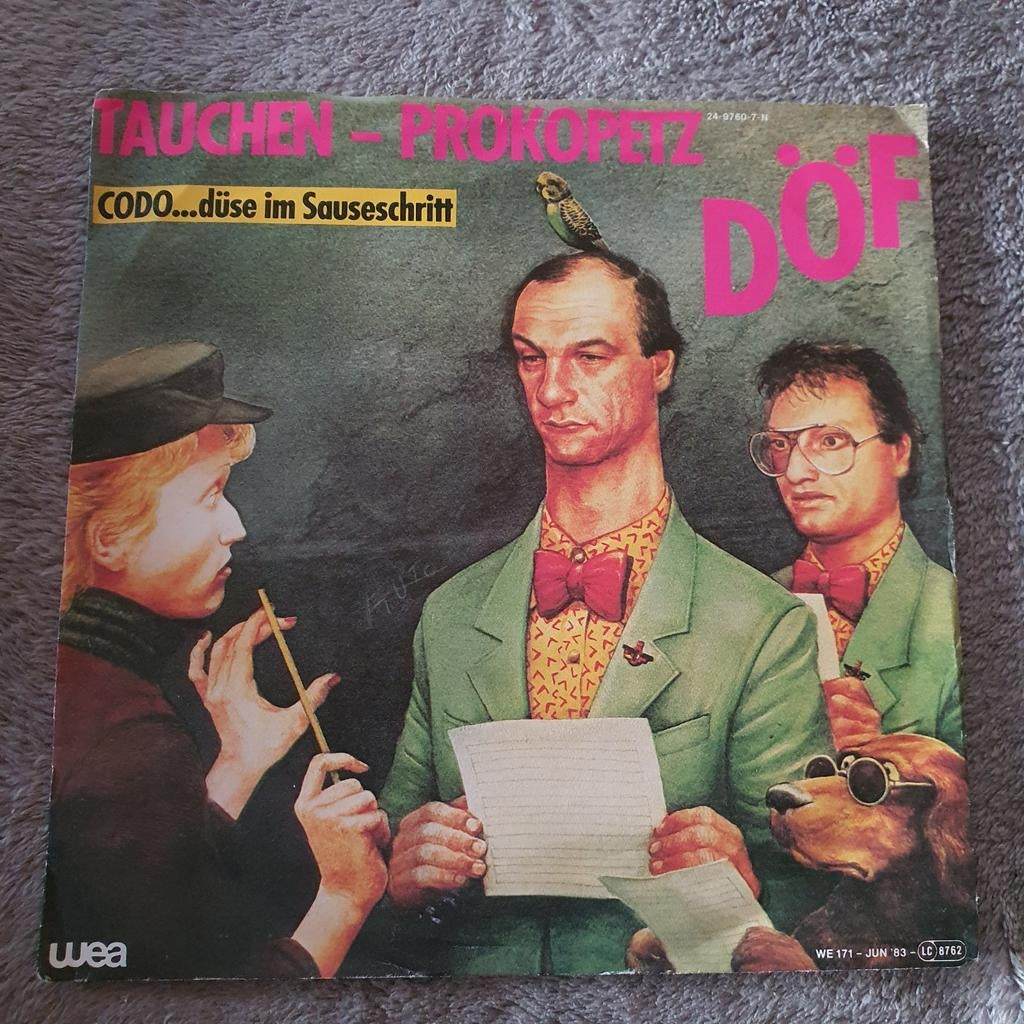 TAUCHEN – PROKOPETZ
24-9760-7-N
DÖF
CODO...düse im Sauseschritt
wea
WE 171 – JUN '83 – LC 8762